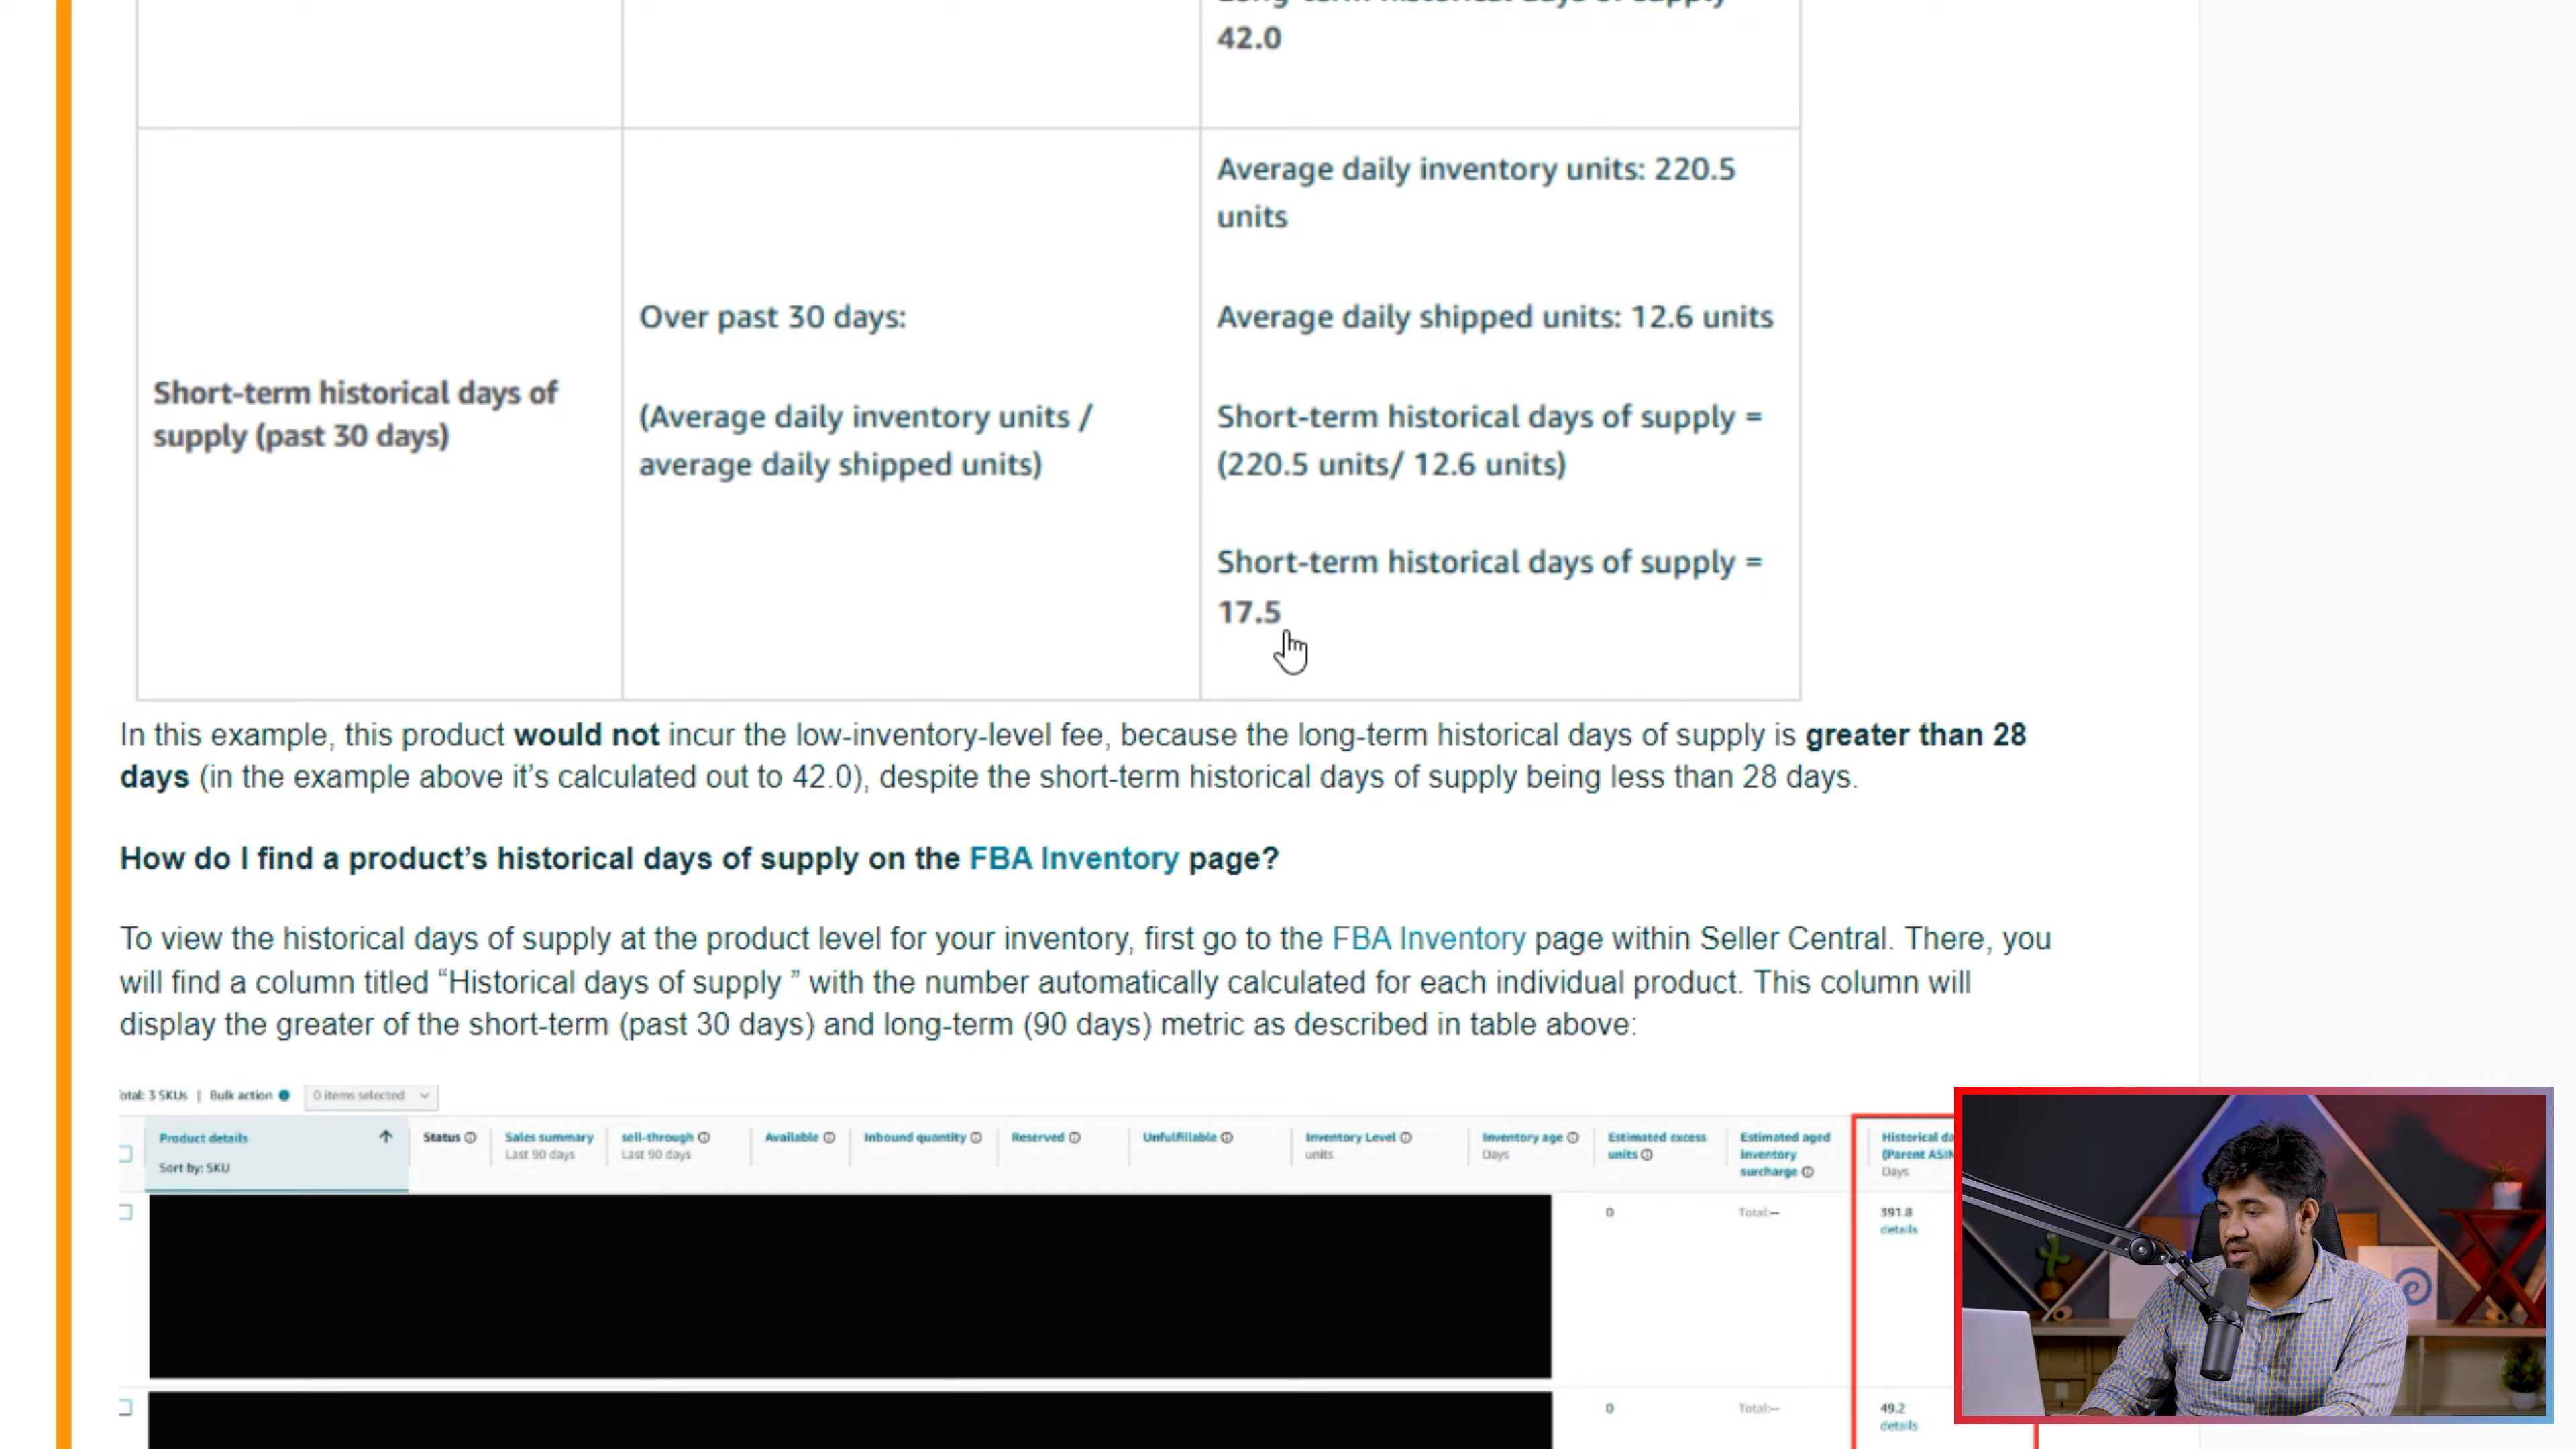 42.0
Average daily inventory units: 220.5
units
Over past 30 days:
Average daily shipped units: 12.6 units
Short-term historical days of
supply (past 30 days)
(Average daily inventory units /
average daily shipped units)
Short-term historical days of supply =
(220.5 units/ 12.6 units)
Short-term historical days of supply =
17.5
In this example, this product would not incur the low-inventory-level fee, because the long-term historical days of supply is greater than 28
days (in the example above it’s calculated out to 42.0), despite the short-term historical days of supply being less than 28 days.
How do I find a product’s historical days of supply on the FBA Inventory page?
To view the historical days of supply at the product level for your inventory, first go to the FBA Inventory page within Seller Central. There, you
will find a column titled “Historical days of supply ” with the number automatically calculated for each individual product. This column will
display the greater of the short-term (past 30 days) and long-term (90 days) metric as described in table above:
3 SKUs | Bulk action 0 items selected
Product details
Sort by: SKU
Status
Sales summary
Last 90 days
sell-through
Last 90 days
Available
Inbound quantity
Reserved
Unfulfillable
Inventory Level
units
Inventory age
Days
Estimated excess
units
Estimated aged
inventory
surcharge
Historical
(Parent
Days
0
Total:--
391.8
details
0
Total:--
49.2
details